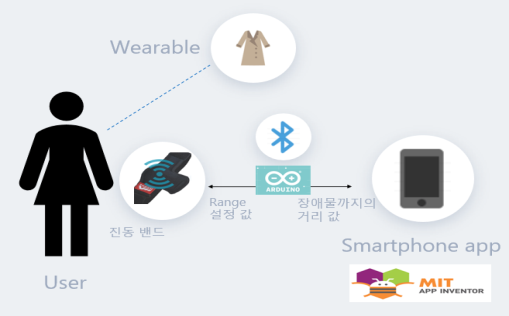 Wearable
ARDUINO
Range
설정 값
장애물까지의
거리 값
진동 밴드
Smartphone app
User
MIT
APP INVENTOR